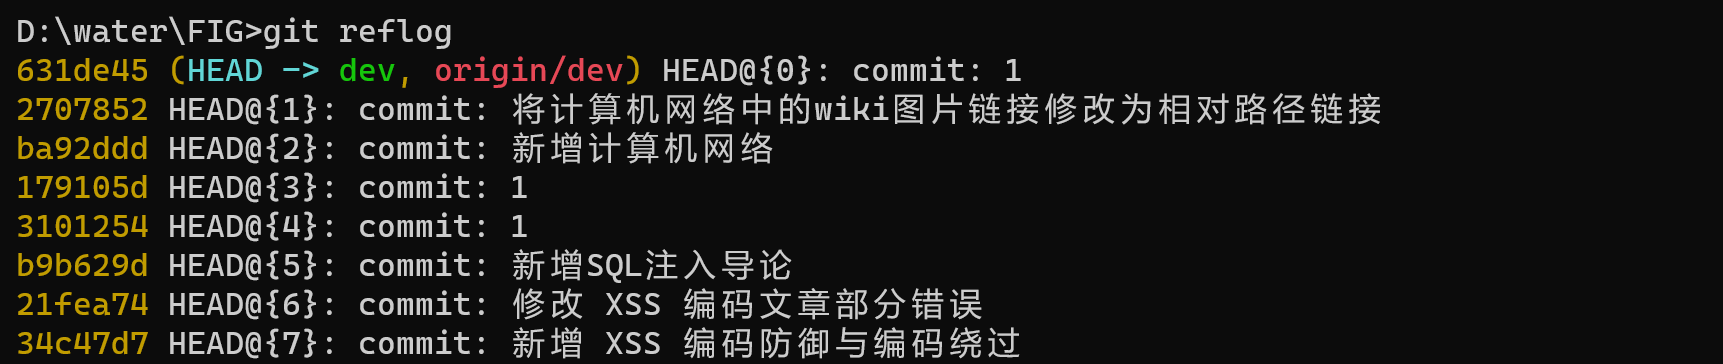 D:\water\FIG>git reflog
631de45 (HEAD -> dev, origin/dev) HEAD@{0}: commit: 1
2707852 HEAD@{1}: commit: 将计算机网络中的wiki图片链接修改为相对路径链接
ba92ddd HEAD@{2}: commit: 新增计算机网络
179105d HEAD@{3}: commit: 1
3101254 HEAD@{4}: commit: 1
b9b629d HEAD@{5}: commit: 新增SQL注入导论
21fea74 HEAD@{6}: commit: 修改 XSS 编码文章部分错误
34c47d7 HEAD@{7}: commit: 新增 XSS 编码防御与编码绕过